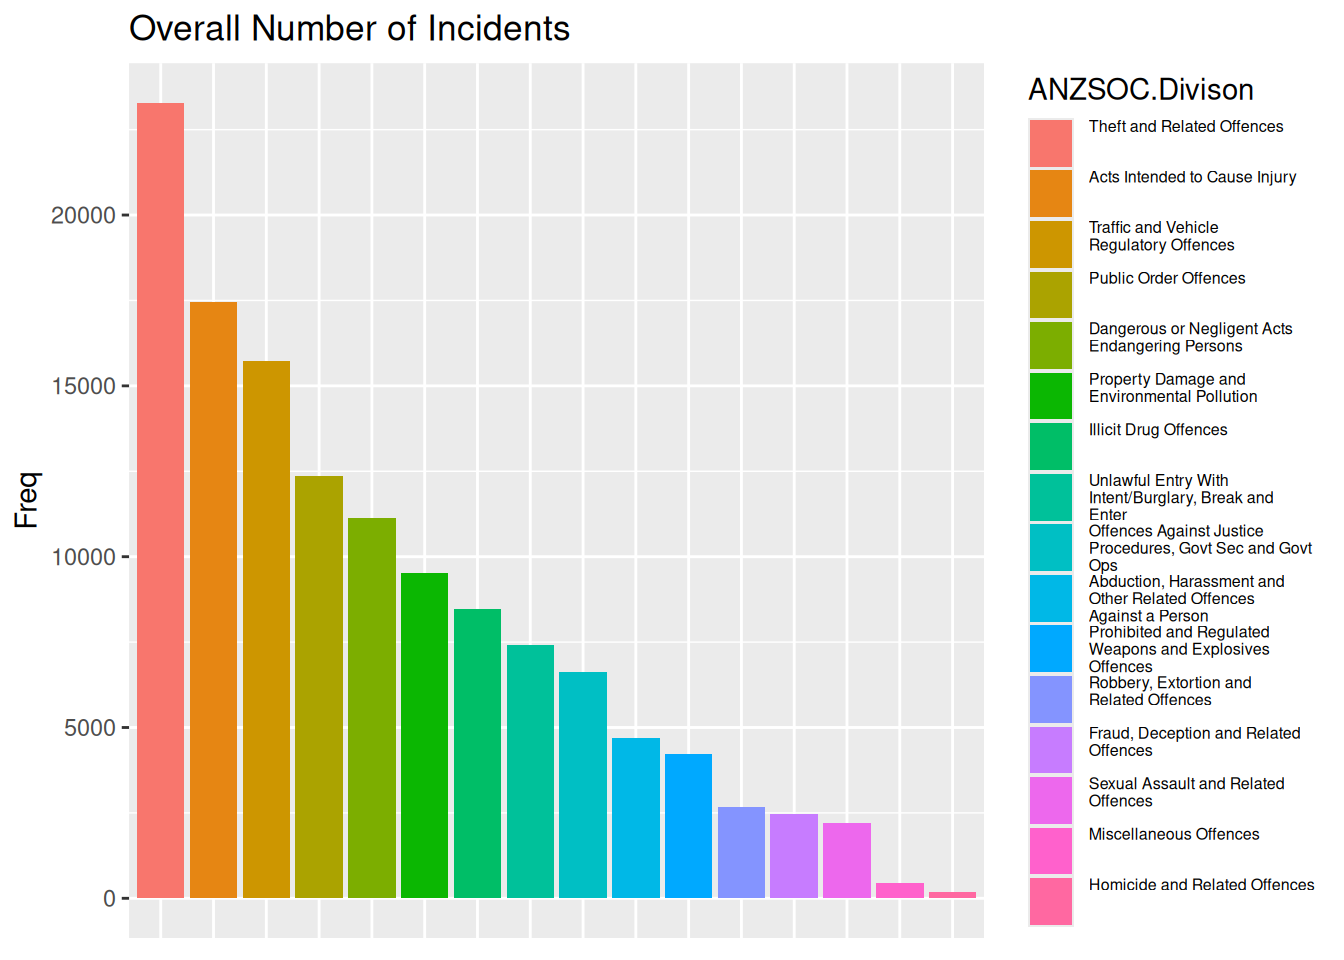 Overall Number of Incidents
Freq
20000
15000
10000
5000
0
ANZSOC.Divison
Theft and Related Offences
Acts Intended to Cause Injury
Traffic and Vehicle
Regulatory Offences
Public Order Offences
Dangerous or Negligent Acts
Endangering Persons
Property Damage and
Environmental Pollution
Illicit Drug Offences
Unlawful Entry With
Intent/Burglary, Break and
Enter
Offences Against Justice
Procedures, Govt Sec and Govt
Ops
Abduction, Harassment and
Other Related Offences
Against a Person
Prohibited and Regulated
Weapons and Explosives
Offences
Robbery, Extortion and
Related Offences
Fraud, Deception and Related
Offences
Sexual Assault and Related
Offences
Miscellaneous Offences
Homicide and Related Offences